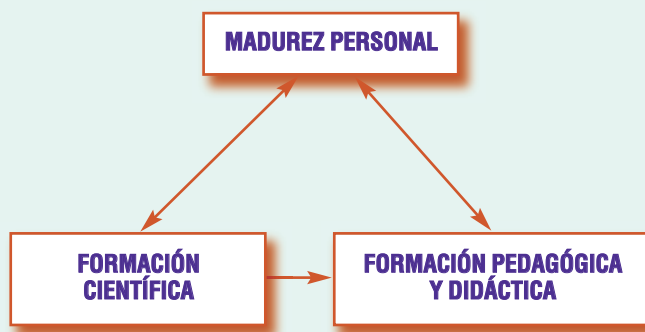 MADUREZ PERSONAL
FORMACIÓN
CIENTÍFICA
FORMACIÓN PEDAGÓGICA
Y DIDÁCTICA